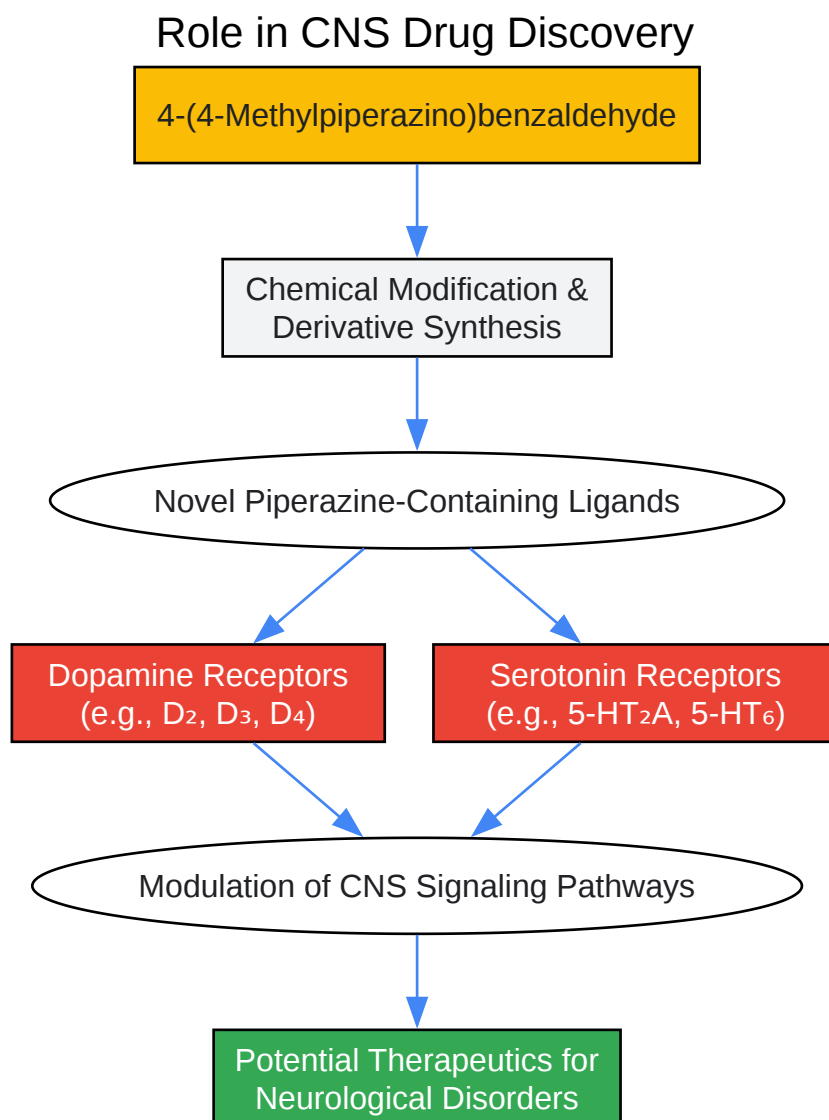 Role in CNS Drug Discovery
4-(4-Methylpiperazino)benzaldehyde
Chemical Modification &
Derivative Synthesis
Novel Piperazine-Containing Ligands
Dopamine Receptors
(e.g., D₂, D₃, D₄)
Serotonin Receptors
(e.g., 5-HT₂A, 5-HT₆)
Modulation of CNS Signaling Pathways
Potential Therapeutics for
Neurological Disorders